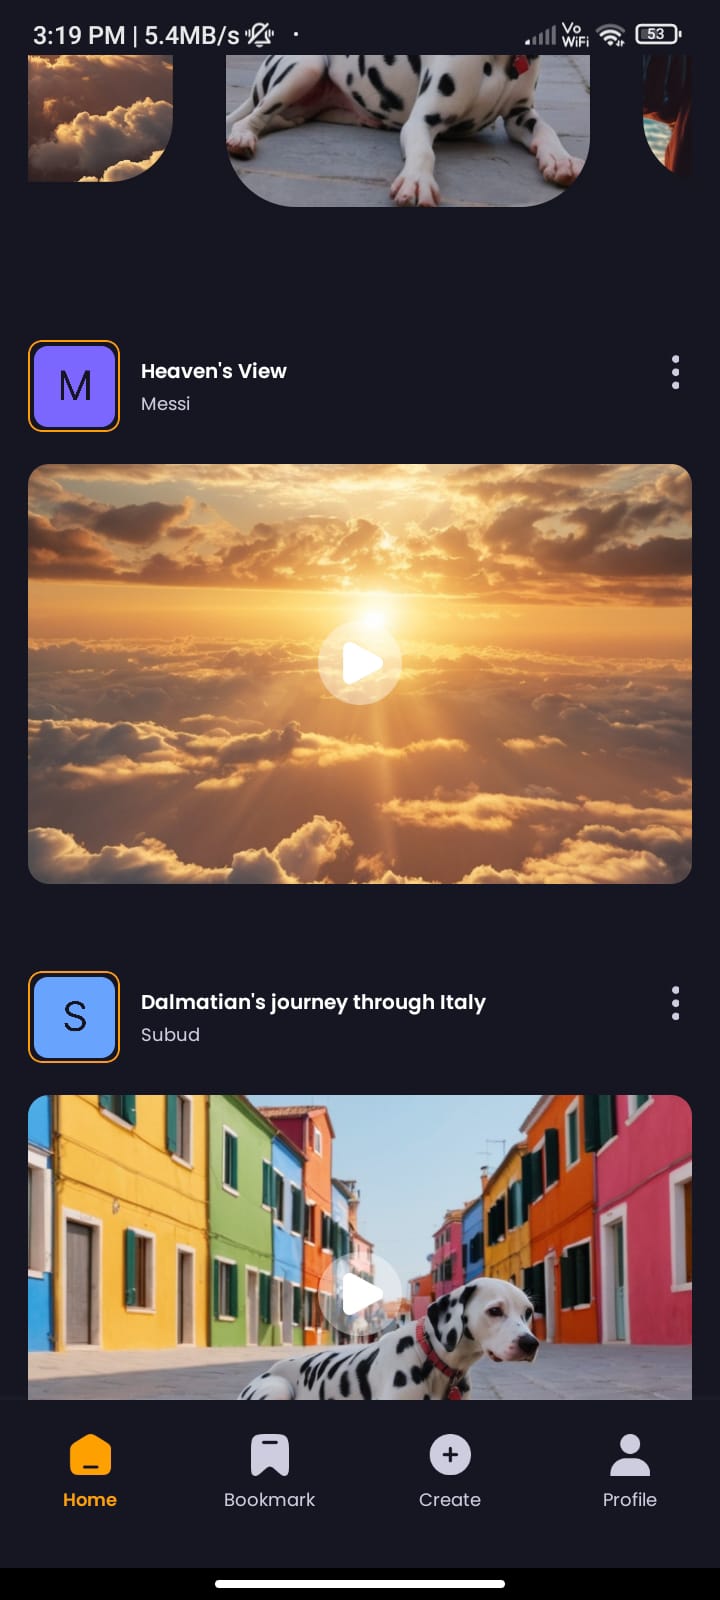 3:19 PM | 5.4MB/s
Vo
WiFi
53
M
Heaven's View
Messi
S
Dalmatian's journey through Italy
Subud
Home
Bookmark
Create
Profile